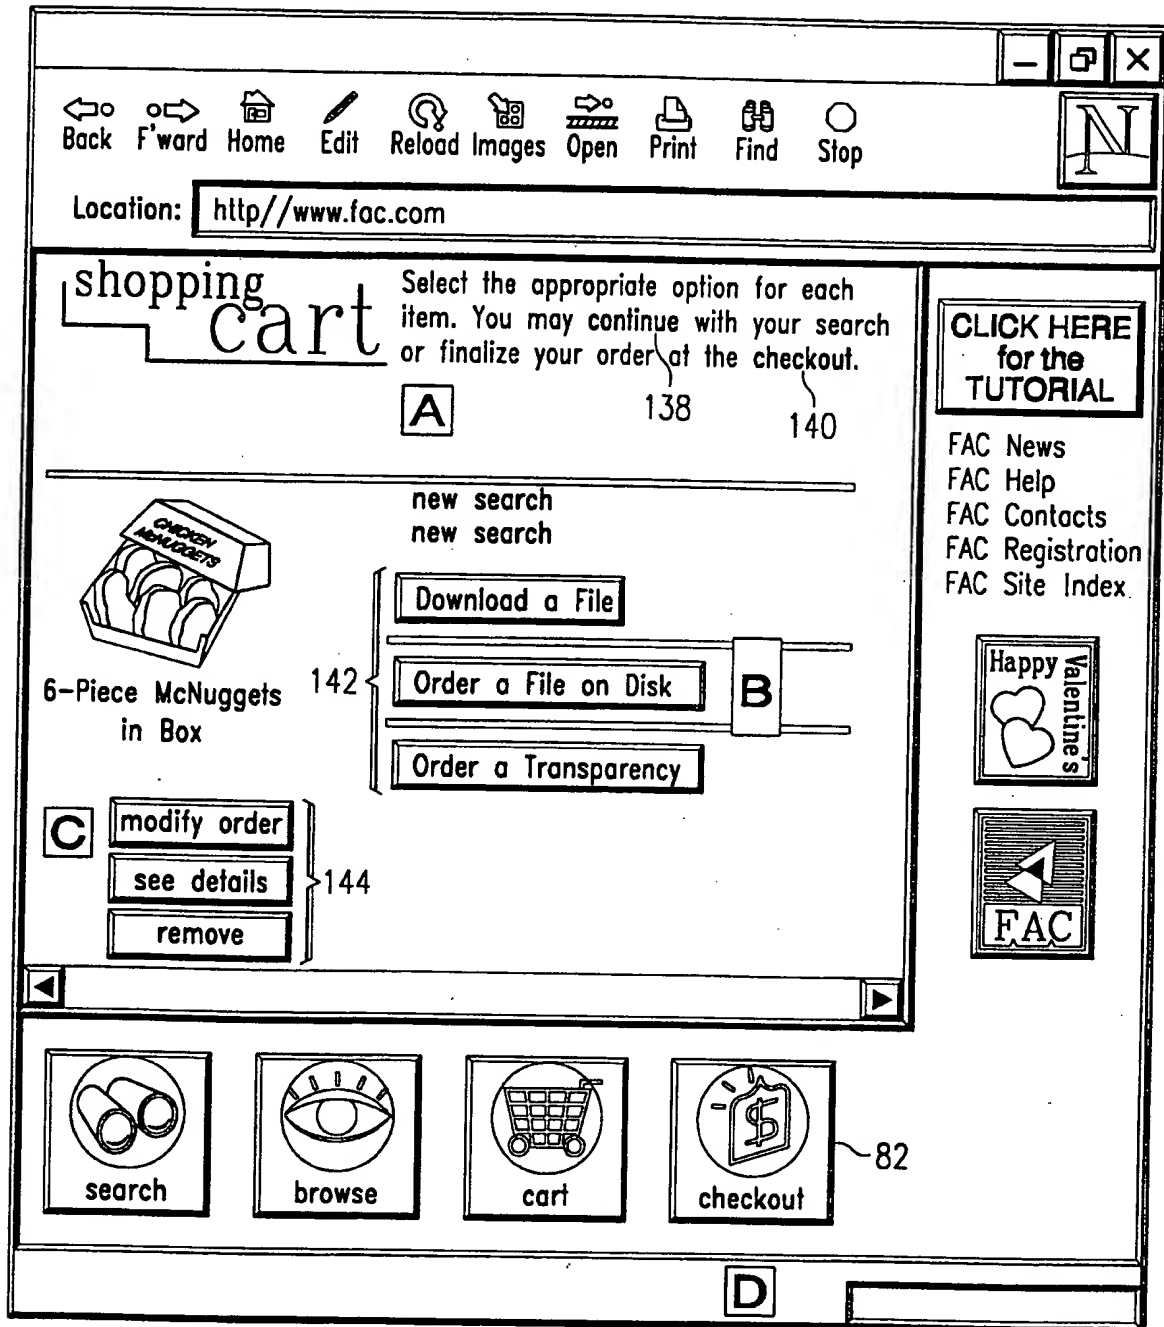 Back F'ward Home Edit Reload Images Open Print Find Stop
N
Location: http//www.fac.com
shopping
cart
Select the appropriate option for each
item. You may continue with your search
or finalize your order at the checkout.
A
138
140
CLICK HERE
for the
TUTORIAL
FAC News
FAC Help
FAC Contacts
FAC Registration
FAC Site Index
new search
new search
CHICKEN
McNUGGETS
6-Piece McNuggets
in Box
142
Download a File
Order a File on Disk
B
Order a Transparency
Happy
Valentine's
C
modify order
see details
remove
144
FAC
search
browse
cart
$
checkout
82
D